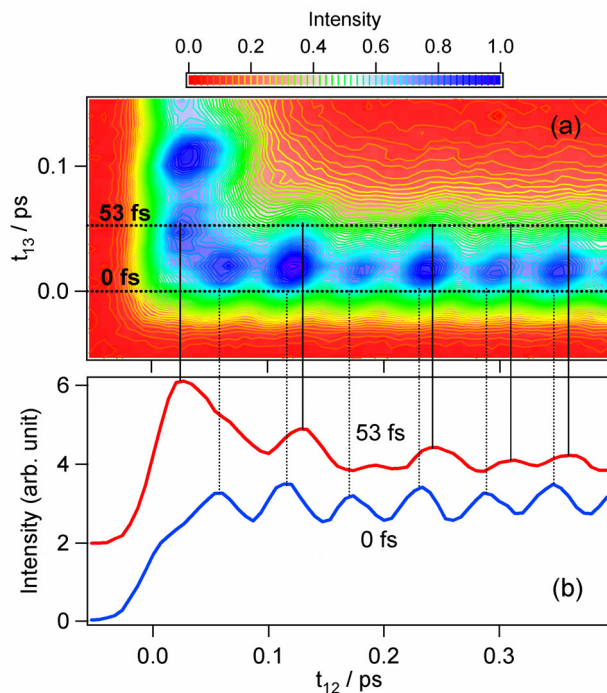 Intensity
0.0 0.2 0.4 0.6 0.8 1.0
(a)
0.1
53 fs
t13 / ps
0.0
0 fs
6
53 fs
4
Intensity (arb. unit)
2
0 fs
(b)
0
0.0 0.1 0.2 0.3
t12 / ps